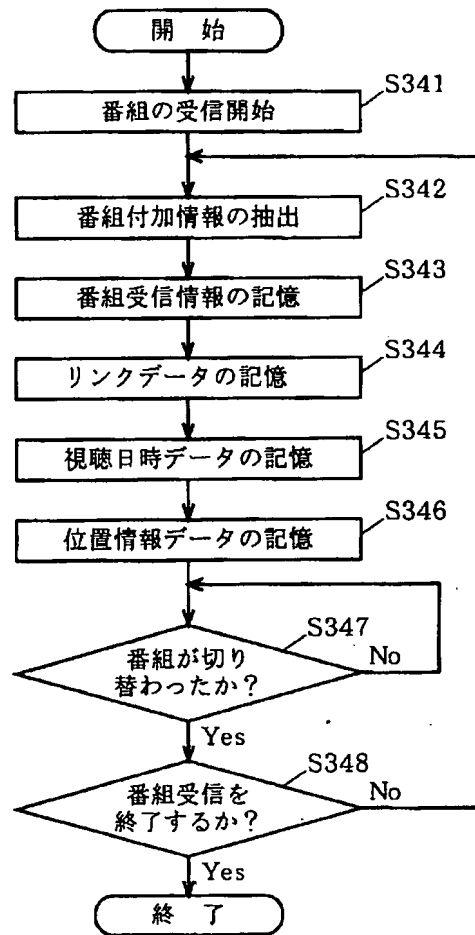 開 始
S341
番組の受信開始
S342
番組付加情報の抽出
S343
番組受信情報の記憶
S344
リンクデータの記憶
S345
視聴日時データの記憶
S346
位置情報データの記憶
S347
番組が切り
替わったか?
No
Yes
S348
番組受信を
終了するか?
No
Yes
終 了